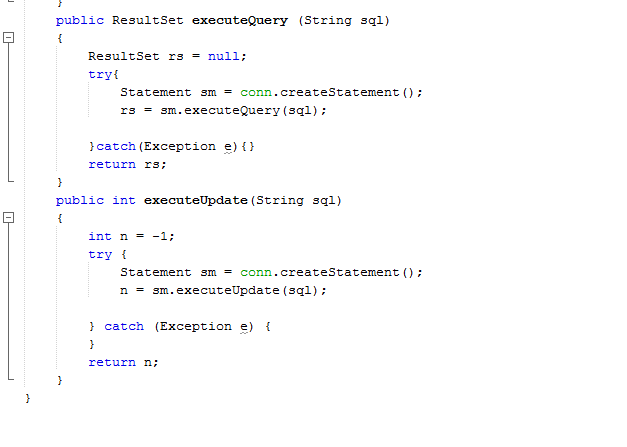 }
public ResultSet executeQuery (String sql)
{
ResultSet rs = null;
try{
Statement sm = conn.createStatement();
rs = sm.executeQuery(sql);
}catch(Exception e){}
return rs;
}
public int executeUpdate(String sql)
{
int n = -1;
try {
Statement sm = conn.createStatement();
n = sm.executeUpdate(sql);
} catch (Exception e) {
}
return n;
}
}